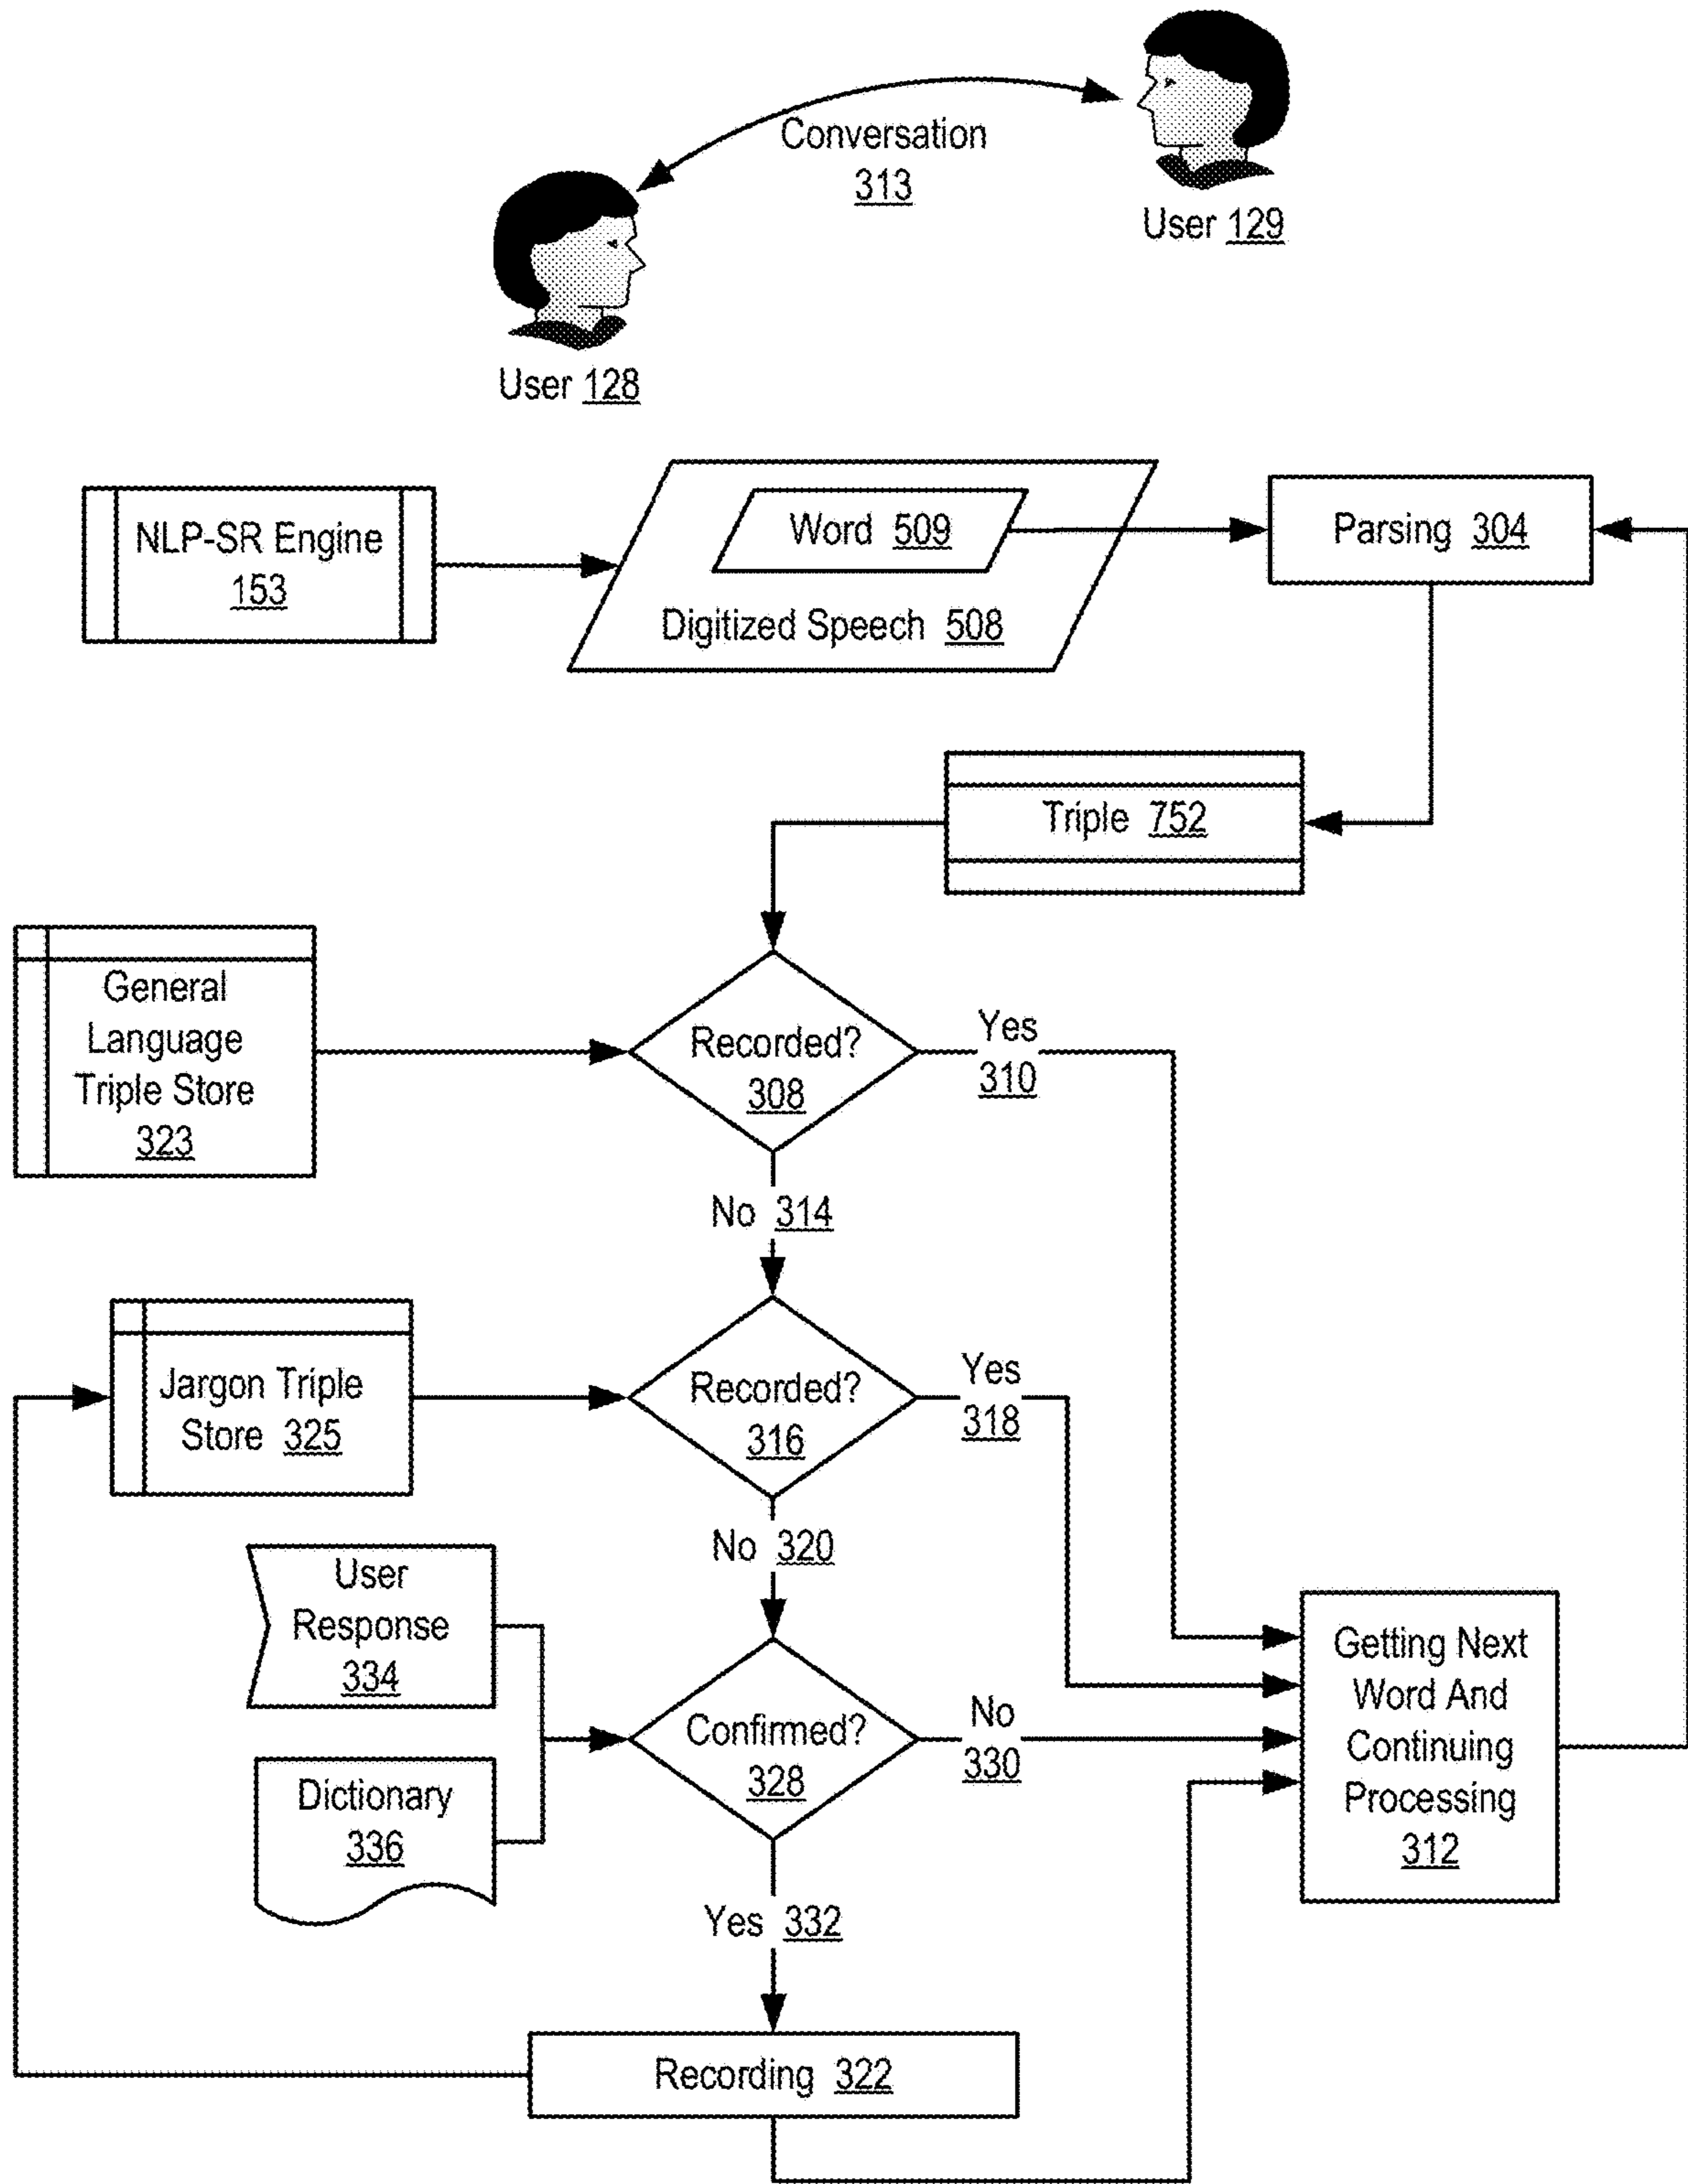 Conversation
313
User 129
User 128
NLP-SR Engine
153
Word 509
Digitized Speech 508
Parsing 304
Triple 752
General
Language
Triple Store
323
Recorded?
308
Yes
310
No 314
Jargon Triple
Store 325
Recorded?
316
Yes
318
No 320
User
Response
334
Dictionary
336
Confirmed?
328
No
330
Getting Next
Word And
Continuing
Processing
312
Yes 332
Recording 322